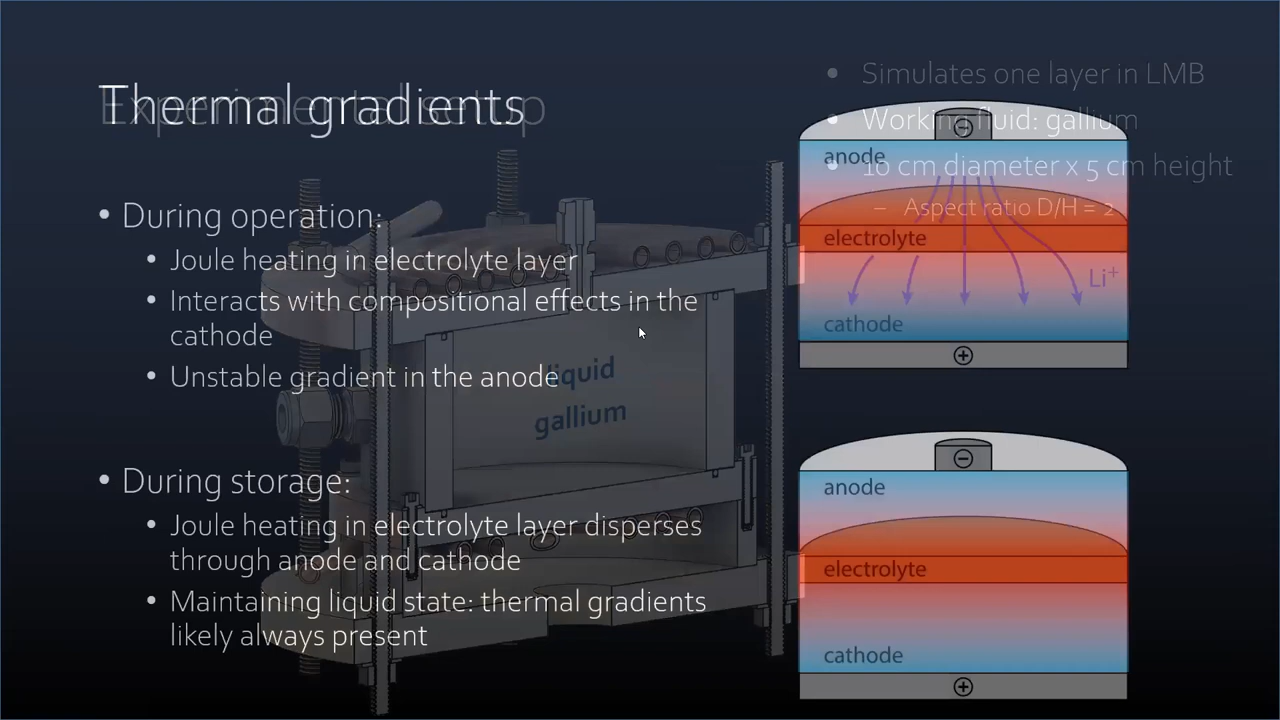 Thermal gradients
Experimental setup
• During operation:
• Joule heating in electrolyte layer
• Interacts with compositional effects in the
cathode
• Unstable gradient in the anode
• During storage:
• Joule heating in electrolyte layer disperses
through anode and cathode
• Maintaining liquid state: thermal gradients
likely always present
liquid
gallium
• Simulates one layer in LMB
• Working fluid: gallium
• 10 cm diameter x 5 cm height
– Aspect ratio D/H = 2
−
anode
electrolyte
Li⁺
cathode
+
−
anode
electrolyte
cathode
+